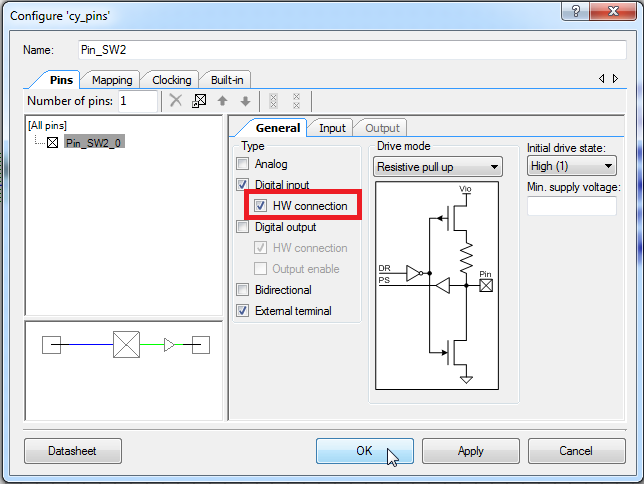 Configure 'cy_pins'
Name: Pin_SW2
Pins Mapping Clocking Built-in
Number of pins: 1
[All pins]
Pin_SW2_0
General Input Output
Type
Analog
Digital input
HW connection
Digital output
HW connection
Output enable
Bidirectional
External terminal
Drive mode
Resistive pull up
Vio
DR
PS
Pin
Initial drive state:
High (1)
Min. supply voltage:
Datasheet OK Apply Cancel